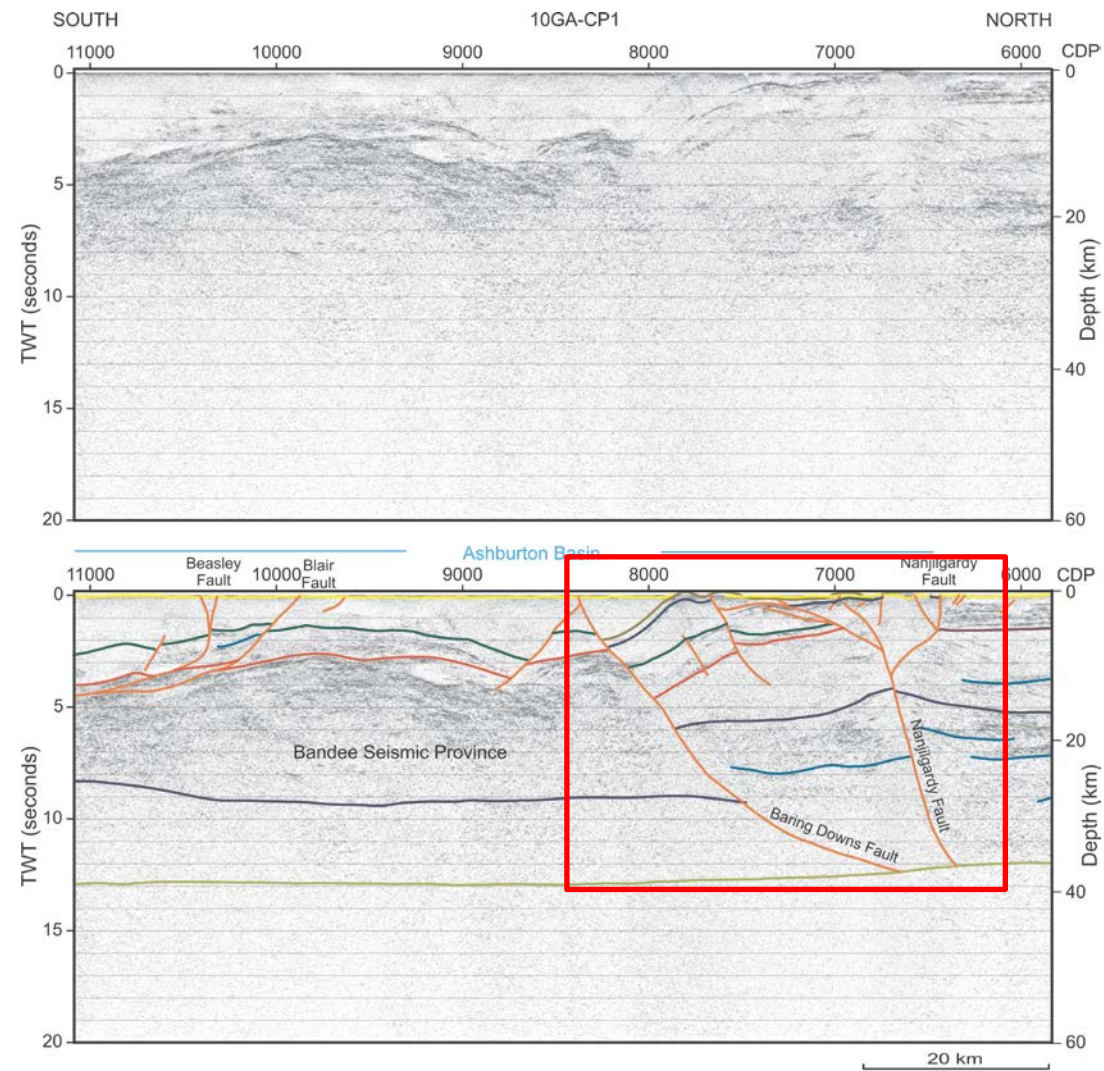 SOUTH 10GA-CP1 NORTH
11000 10000 9000 8000 7000 6000 CDP
0 0
5
20
10
40
15
20 60
TWT (seconds)
Depth (km)
Ashburton Basin
Beasley Fault
Blair Fault
Nanjilgardy Fault
11000 10000 9000 8000 7000 6000 CDP
0 0
5
Bandee Seismic Province
20
Nanjilgardy Fault
Baring Downs Fault
10
40
15
20 60
TWT (seconds)
Depth (km)
20 km